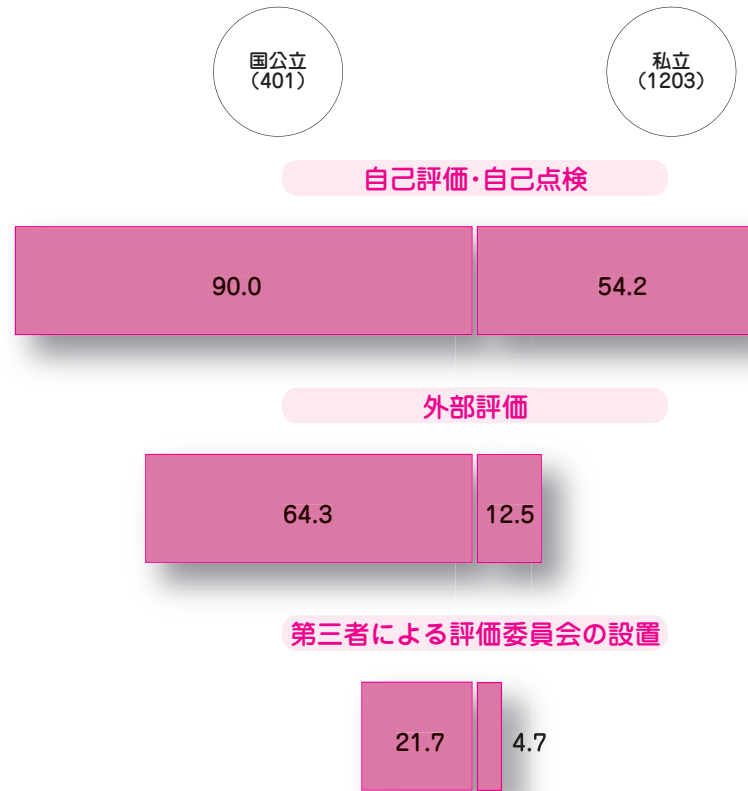 国公立
（401）
私立
（1203）
自己評価・自己点検
90.0
54.2
外部評価
64.3
12.5
第三者による評価委員会の設置
21.7
4.7